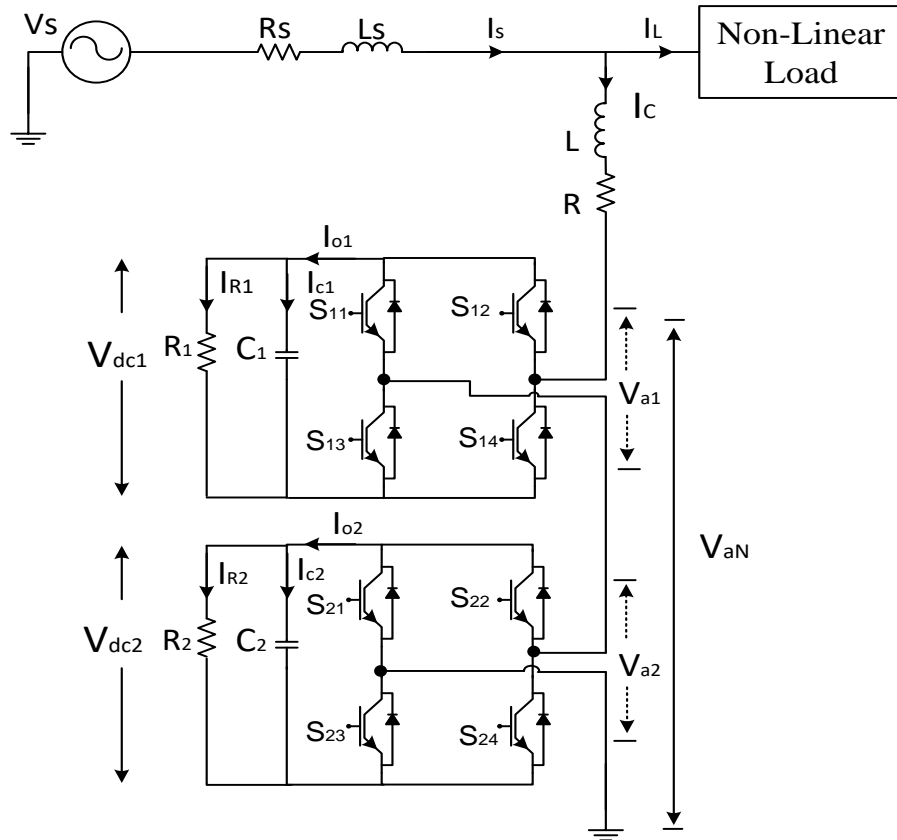 Vs
Rs
Ls
Is
IL
Non-Linear
Load
IC
L
R
Io1
IR1
Ic1
S11
S12
Vdc1
R1
C1
Va1
S13
S14
Io2
IR2
Ic2
VaN
S21
S22
Vdc2
R2
C2
Va2
S23
S24